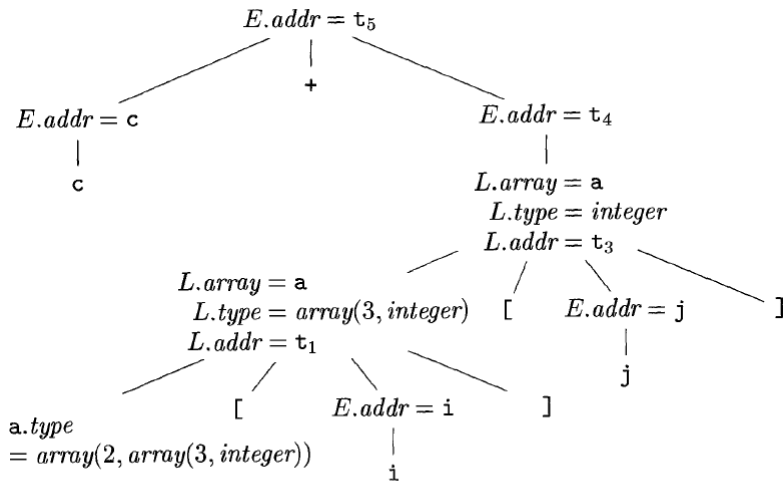 E.addr = t₅
+
E.addr = c
E.addr = t₄
c
L.array = a
L.type = integer
L.addr = t₃
L.array = a
L.type = array(3, integer)
L.addr = t₁
[
E.addr = j
]
j
a.type
= array(2, array(3, integer))
[
E.addr = i
]
i